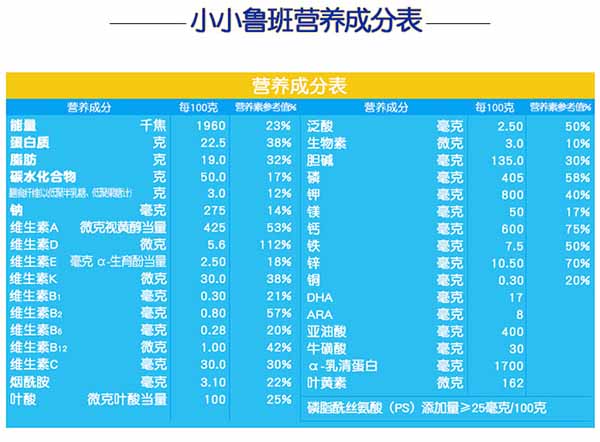 小小鲁班营养成分表
营养成分表
营养成分 每100克 营养素参考值%
能量 千焦 1960 23%
蛋白质 克 22.5 38%
脂肪 克 19.0 32%
碳水化合物 克 50.0 17%
膳食纤维(以低聚半乳糖、低聚果糖计) 克 3.0 12%
钠 毫克 275 14%
维生素A 微克视黄醇当量 425 53%
维生素D 微克 5.6 112%
维生素E 毫克 α-生育酚当量 2.50 18%
维生素K 微克 30.0 38%
维生素B₁ 毫克 0.30 21%
维生素B₂ 毫克 0.80 57%
维生素B₆ 毫克 0.28 20%
维生素B₁₂ 微克 1.00 42%
维生素C 毫克 30.0 30%
烟酰胺 毫克 3.10 22%
叶酸 微克叶酸当量 100 25%
营养成分 每100克 营养素参考值%
泛酸 毫克 2.50 50%
生物素 微克 3.0 10%
胆碱 毫克 135.0 30%
磷 毫克 405 58%
钾 毫克 800 40%
镁 毫克 50 17%
钙 毫克 600 75%
铁 毫克 7.5 50%
锌 毫克 10.50 70%
铜 毫克 0.30 20%
DHA 毫克 17
ARA 毫克 8
亚油酸 毫克 400
牛磺酸 毫克 30
α-乳清蛋白 毫克 1700
叶黄素 微克 162
磷脂酰丝氨酸（PS）添加量≥25毫克/100克